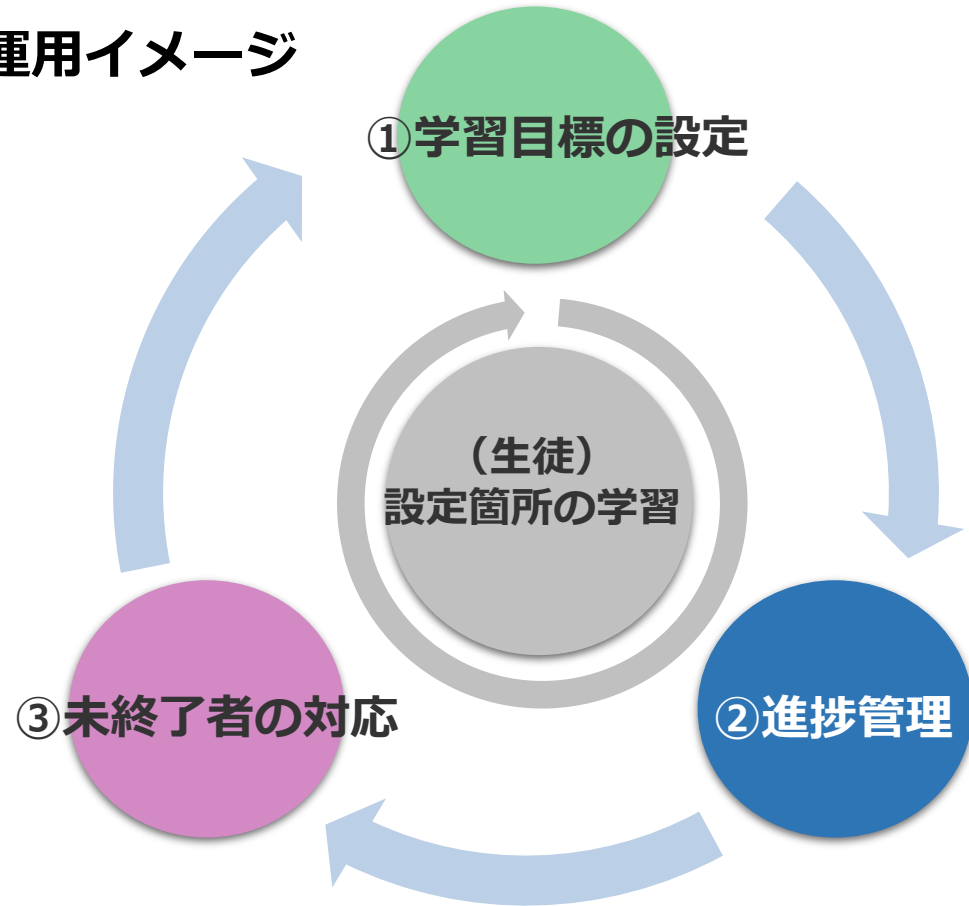 運用イメージ
①学習目標の設定
（生徒）
設定箇所の学習
③未終了者の対応
②進捗管理